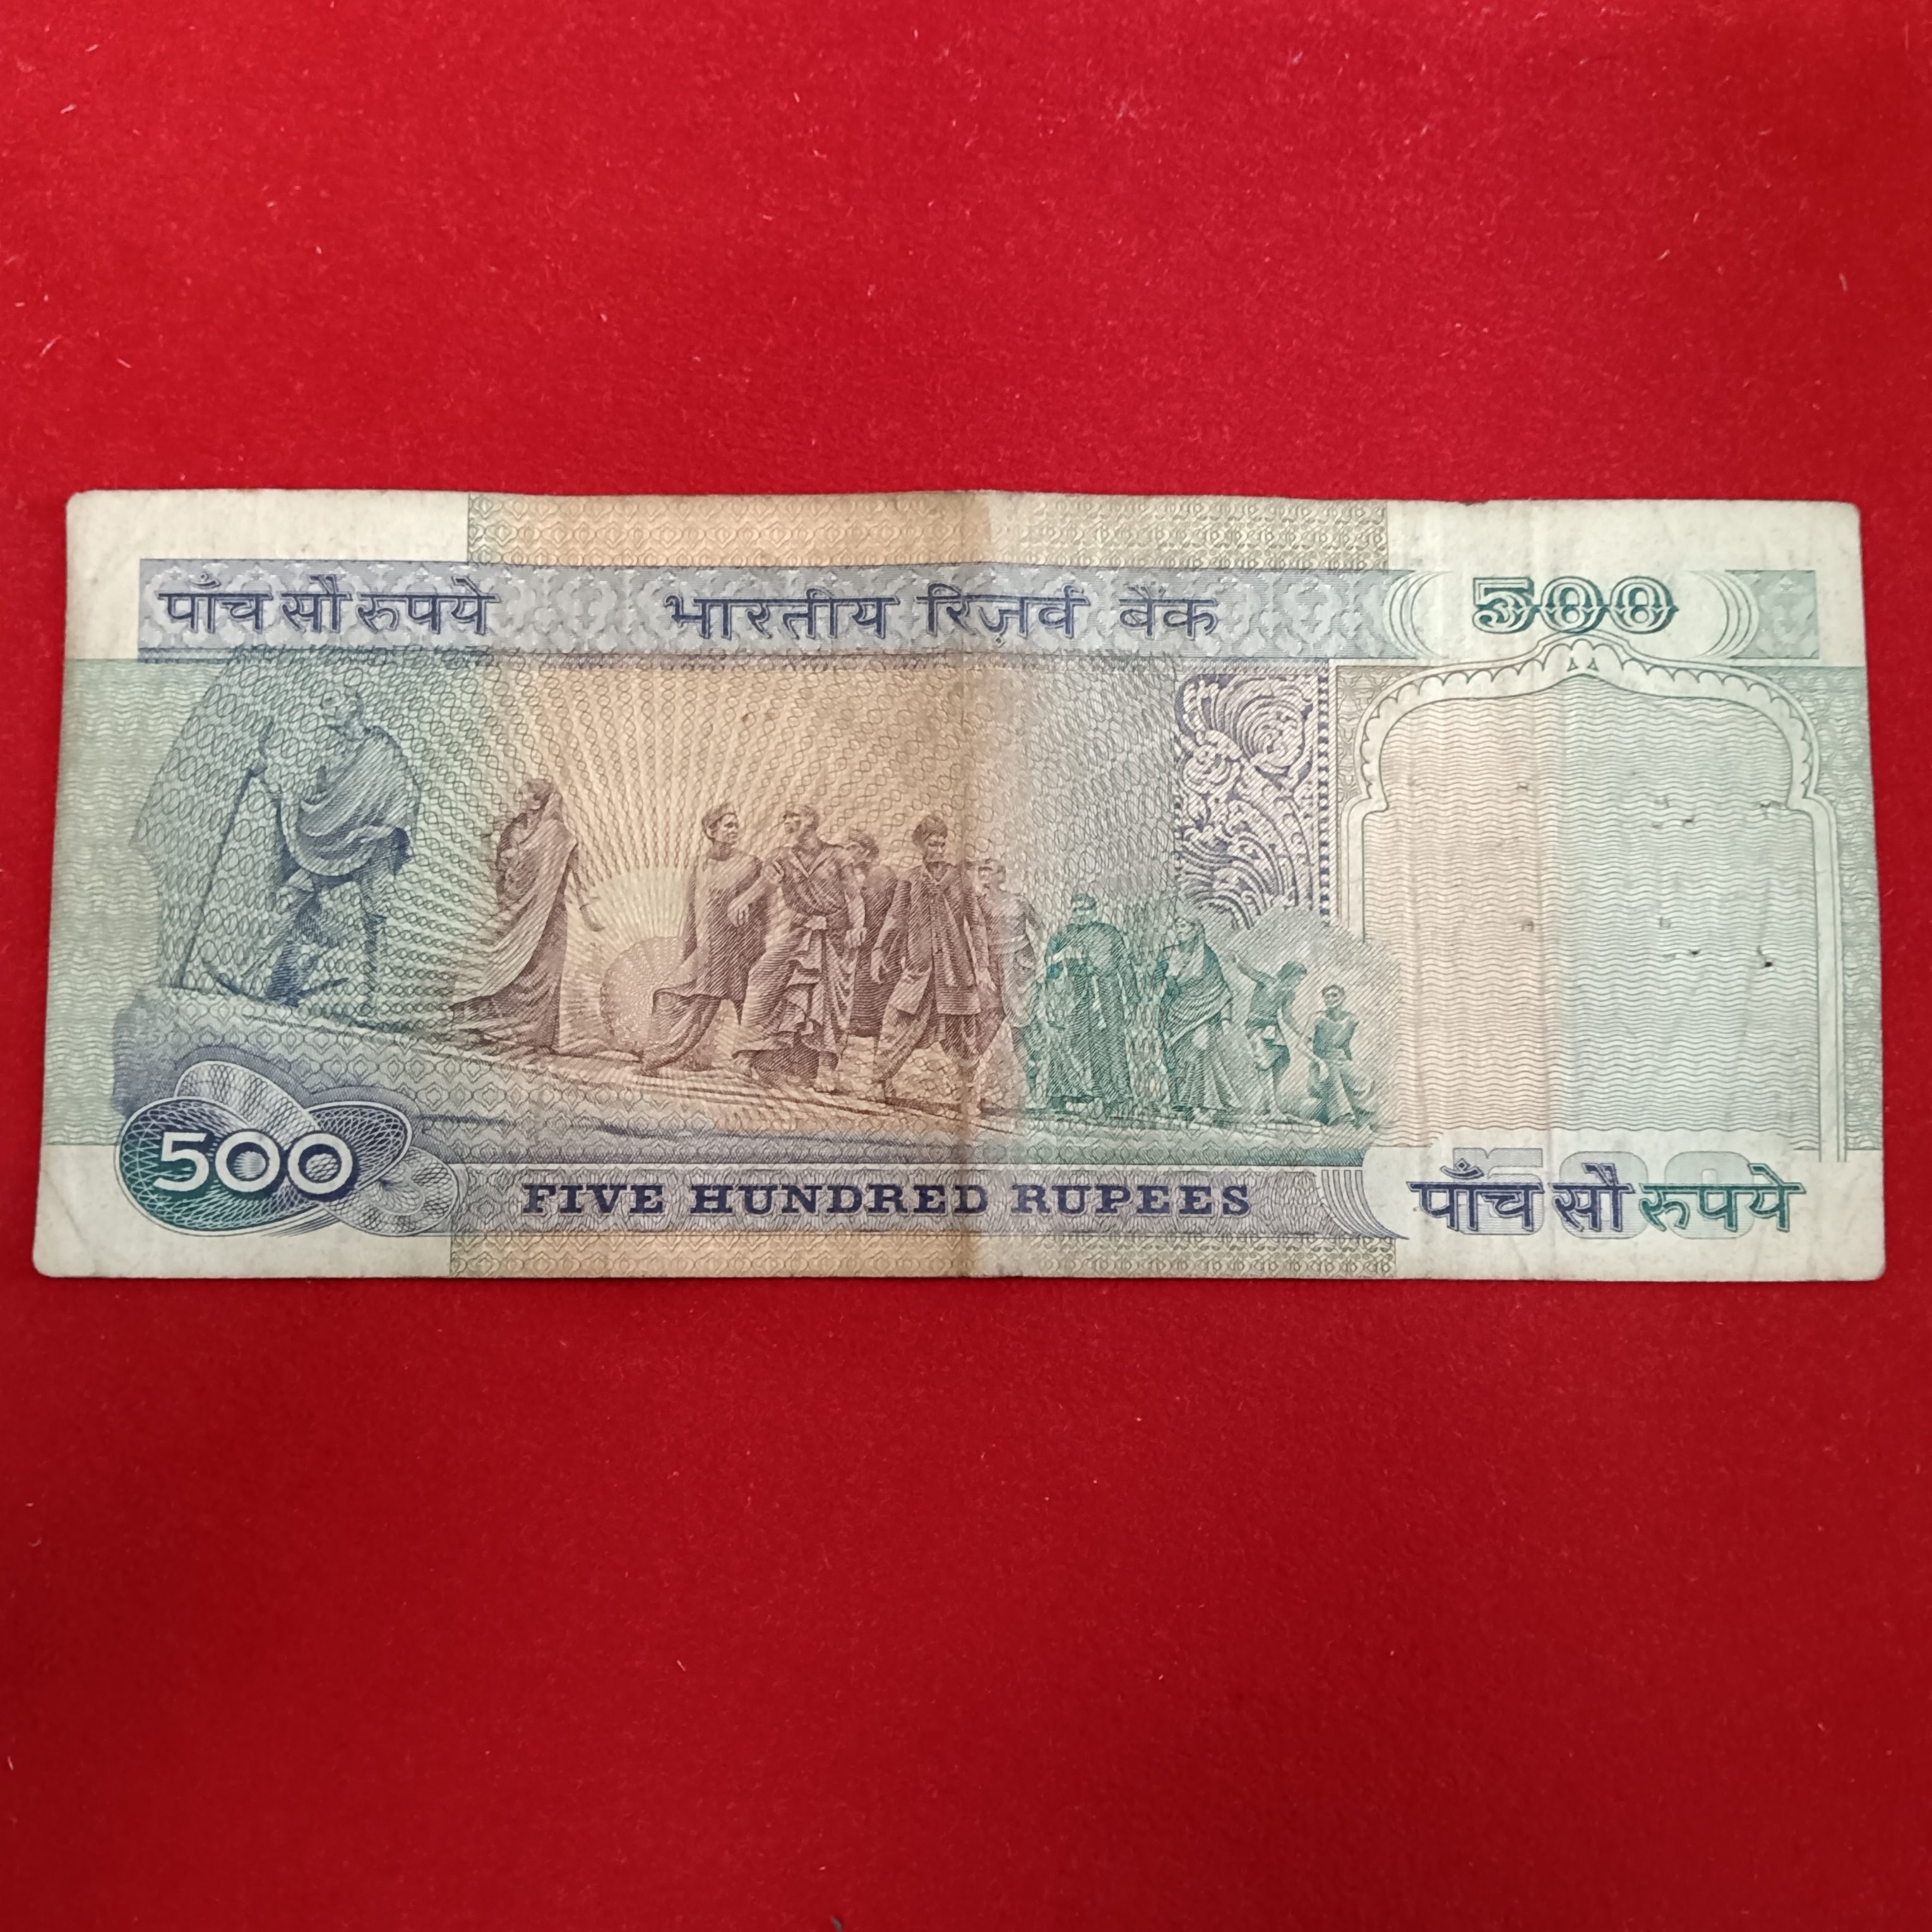 पाँच सौ रुपये भारतीय रिज़र्व बैंक 500
500 FIVE HUNDRED RUPEES पाँच सौ रुपये